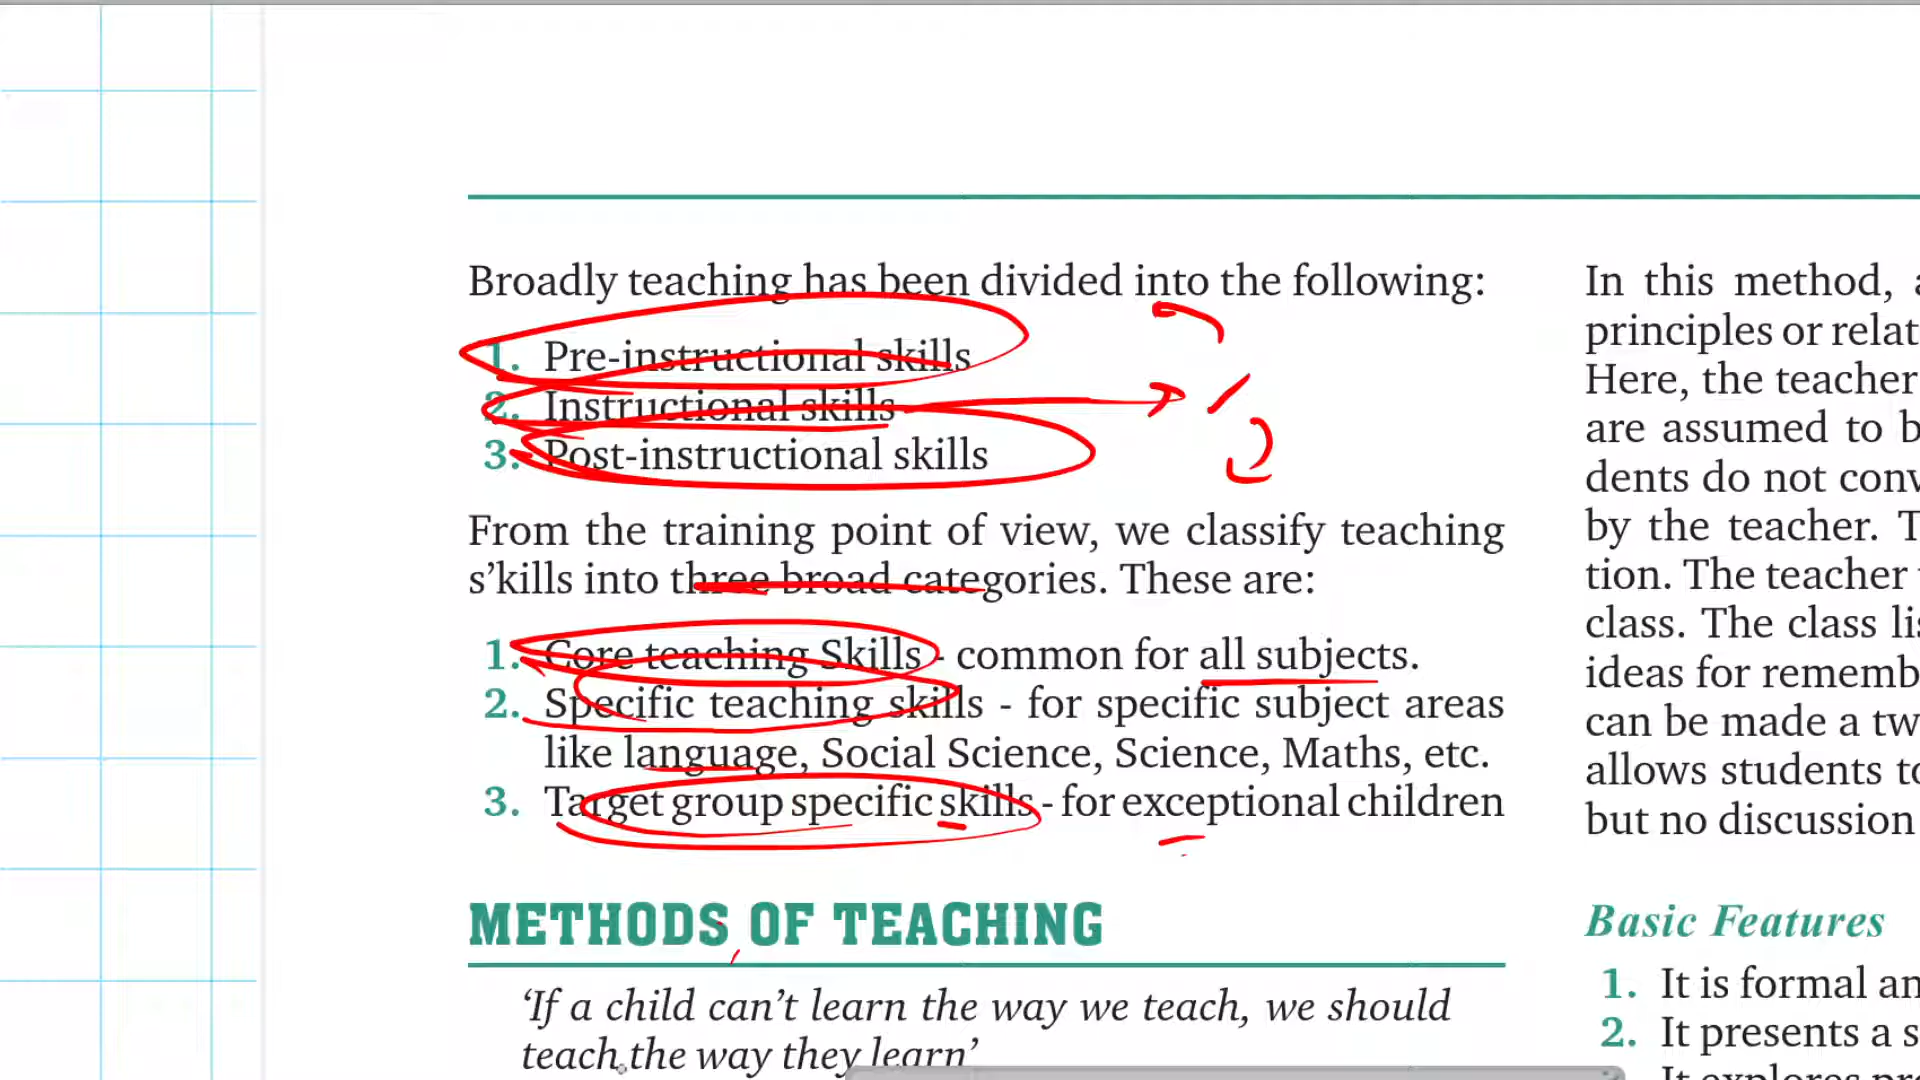 Broadly teaching has been divided into the following:
1. Pre-instructional skills
2. Instructional skills
3. Post-instructional skills
From the training point of view, we classify teaching
s’kills into three broad categories. These are:
1. Core teaching Skills - common for all subjects.
2. Specific teaching skills - for specific subject areas
like language, Social Science, Science, Maths, etc.
3. Target group specific skills - for exceptional children
METHODS OF TEACHING
‘If a child can’t learn the way we teach, we should
teach the way they learn’
In this method,
principles or relat
Here, the teacher
are assumed to b
dents do not conv
by the teacher. T
tion. The teacher
class. The class lis
ideas for rememb
can be made a tw
allows students to
but no discussion
Basic Features
1. It is formal an
2. It presents a s